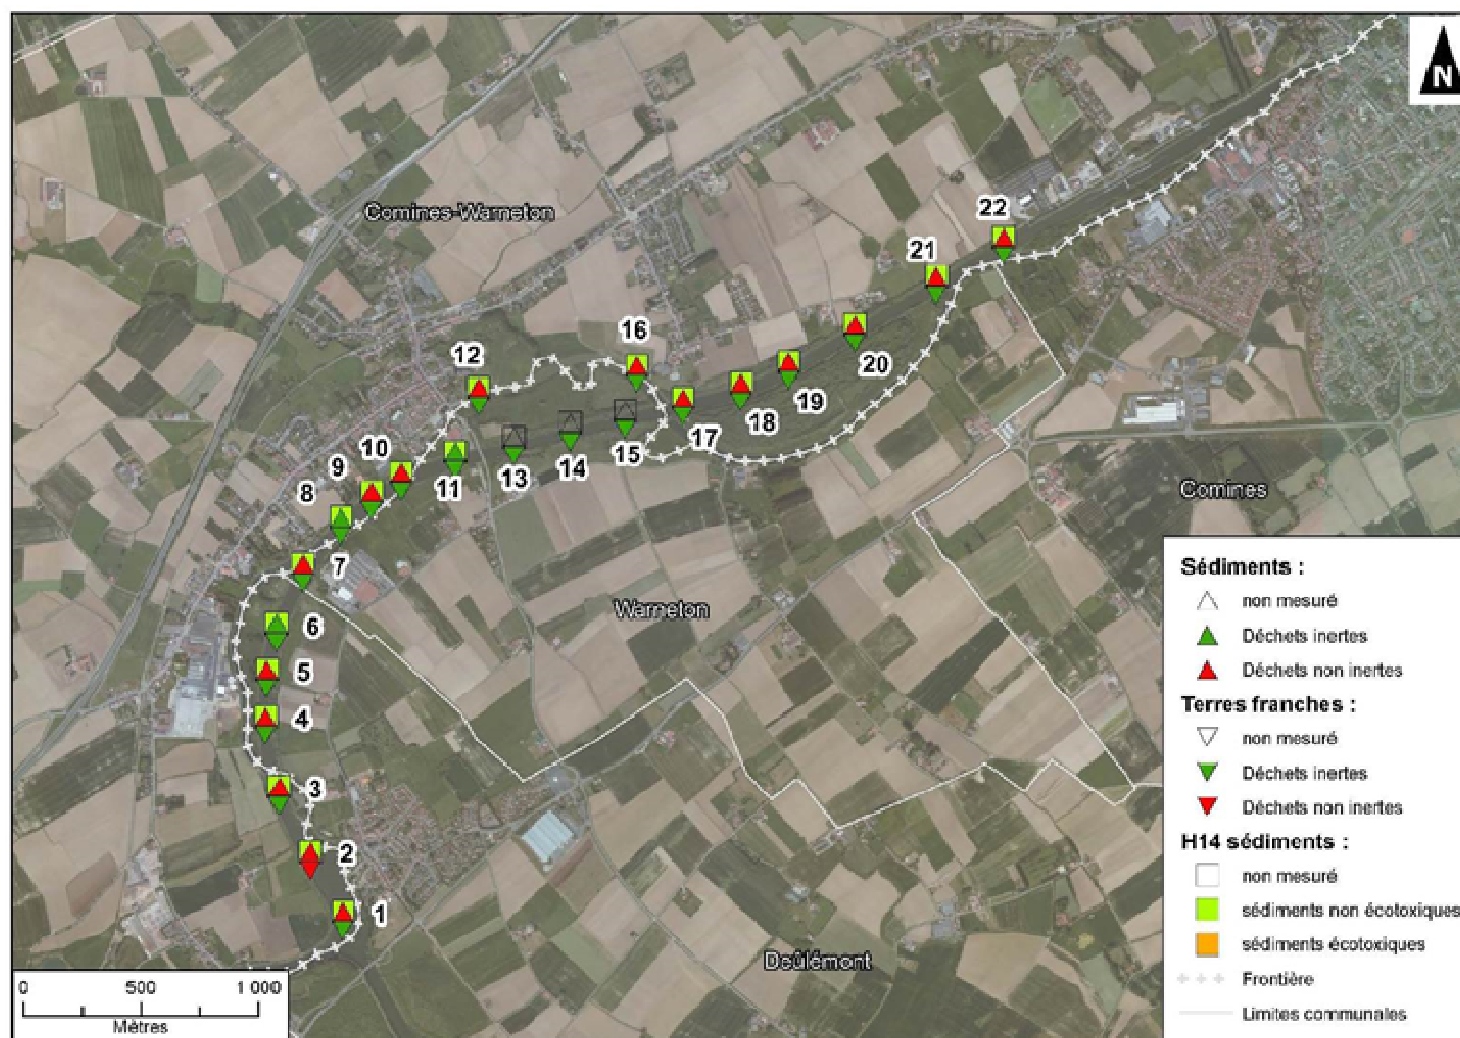 N
Comines-Warneton
22
21
16
12
20
19
18
17
15
14
13
11
10
9
8
7
6
5
4
3
2
1
Comines
Warneton
Deûlémont
Sédiments :
non mesuré
Déchets inertes
Déchets non inertes
Terres franches :
non mesuré
Déchets inertes
Déchets non inertes
H14 sédiments :
non mesuré
sédiments non écotoxiques
sédiments écotoxiques
Frontière
Limites communales
0 500 1 000
Mètres